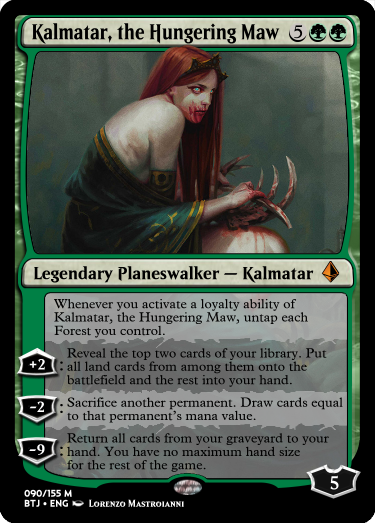 Kalmatar, the Hungering Maw 5
Legendary Planeswalker — Kalmatar
Whenever you activate a loyalty ability of
Kalmatar, the Hungering Maw, untap each
Forest you control.
+2: Reveal the top two cards of your library. Put
all land cards from among them onto the
battlefield and the rest into your hand.
-2: Sacrifice another permanent. Draw cards equal
to that permanent's mana value.
-9: Return all cards from your graveyard to your
hand. You have no maximum hand size
for the rest of the game.
5
090/155 M
BTJ • ENG Lorenzo Mastroianni